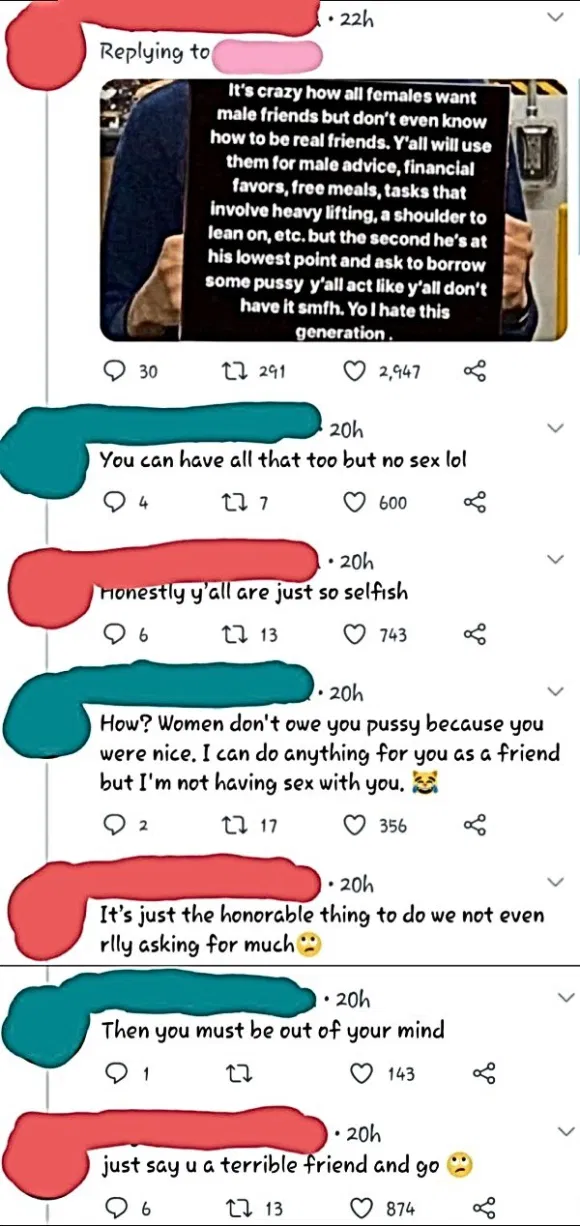 · 22h
Replying to
It's crazy how all females want
male friends but don't even know
how to be real friends. Y'all will use
them for male advice, financial
favors, free meals, tasks that
involve heavy lifting, a shoulder to
lean on, etc. but the second he's at
his lowest point and ask to borrow
some pussy y'all act like y'all don't
have it smfh. Yo I hate this
generation.
30 291 2,947
20h
You can have all that too but no sex lol
4 7 600
· 20h
Honestly y'all are just so selfish
6 13 743
· 20h
How? Women don't owe you pussy because you
were nice. I can do anything for you as a friend
but I'm not having sex with you. 😹
2 17 356
· 20h
It's just the honorable thing to do we not even
rlly asking for much🙄
· 20h
Then you must be out of your mind
1 143
· 20h
just say u a terrible friend and go 🙄
6 13 874